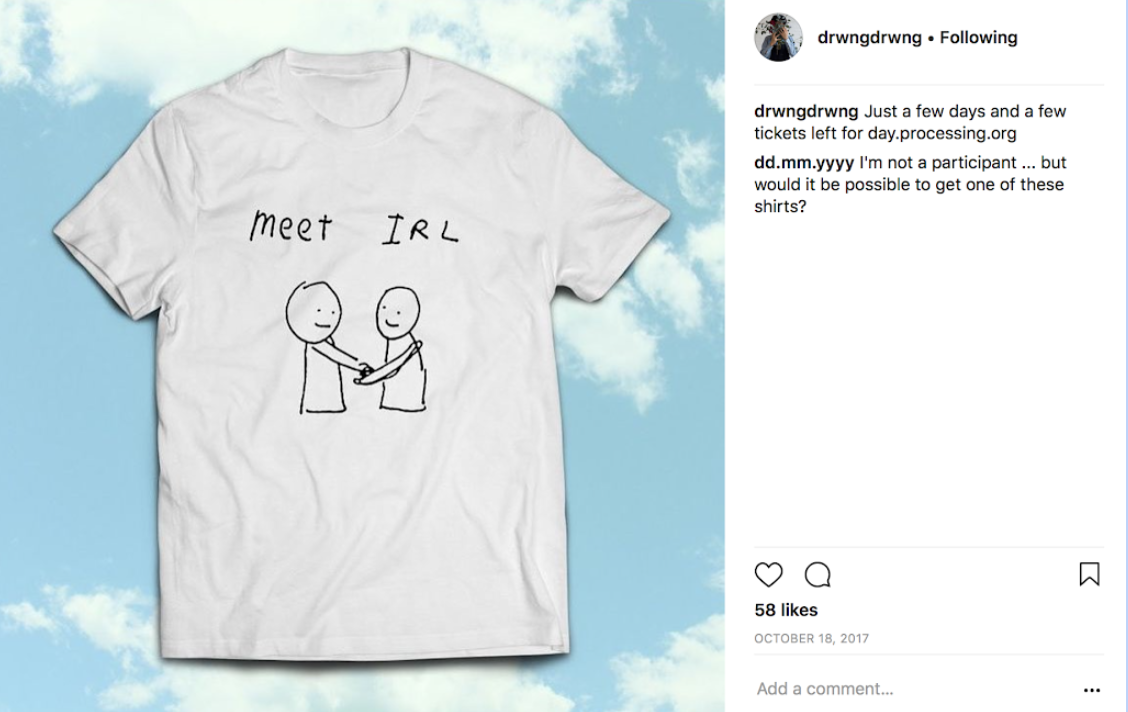 meet IRL
drwngdrwng • Following
drwngdrwng Just a few days and a few
tickets left for day.processing.org
dd.mm.yyyy I'm not a participant ... but
would it be possible to get one of these
shirts?
58 likes
OCTOBER 18, 2017
Add a comment...